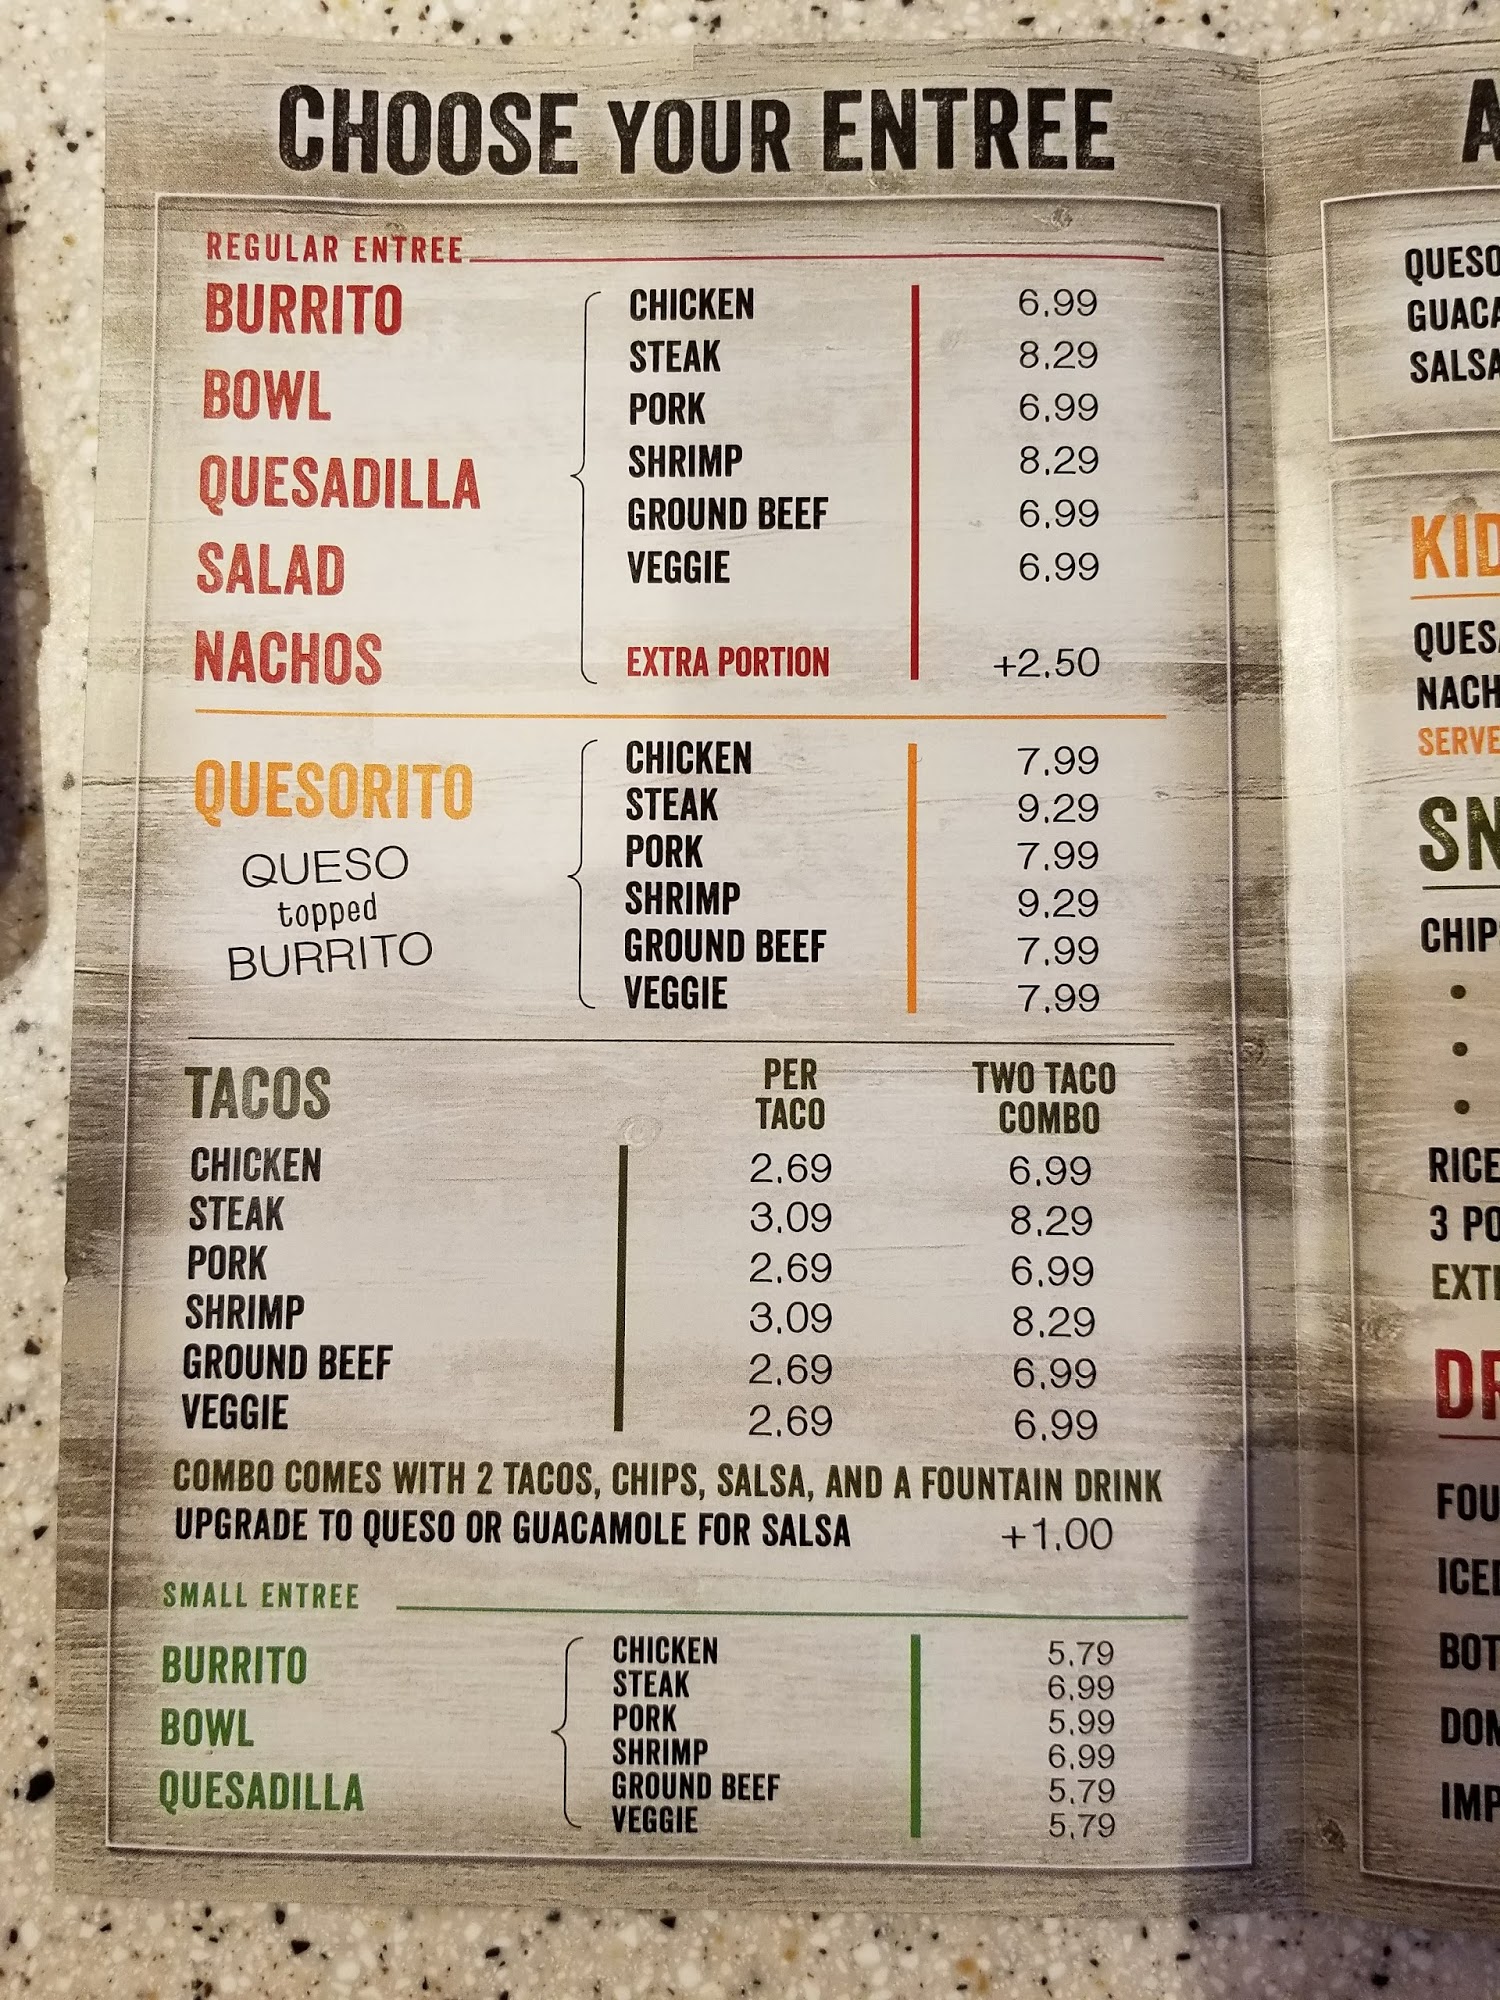 CHOOSE YOUR ENTREE
REGULAR ENTREE
BURRITO
BOWL
QUESADILLA
SALAD
NACHOS
CHICKEN 6.99
STEAK 8.29
PORK 6.99
SHRIMP 8.29
GROUND BEEF 6.99
VEGGIE 6.99
EXTRA PORTION +2.50
QUESORITO
QUESO
topped
BURRITO
CHICKEN 7.99
STEAK 9.29
PORK 7.99
SHRIMP 9.29
GROUND BEEF 7.99
VEGGIE 7.99
TACOS
PER
TACO
TWO TACO
COMBO
CHICKEN 2.69 6.99
STEAK 3.09 8.29
PORK 2.69 6.99
SHRIMP 3.09 8.29
GROUND BEEF 2.69 6.99
VEGGIE 2.69 6.99
COMBO COMES WITH 2 TACOS, CHIPS, SALSA, AND A FOUNTAIN DRINK
UPGRADE TO QUESO OR GUACAMOLE FOR SALSA +1.00
SMALL ENTREE
BURRITO
BOWL
QUESADILLA
CHICKEN 5.79
STEAK 6.99
PORK 5.99
SHRIMP 6.99
GROUND BEEF 5.79
VEGGIE 5.79
QUESO
SALSA
RICE
3